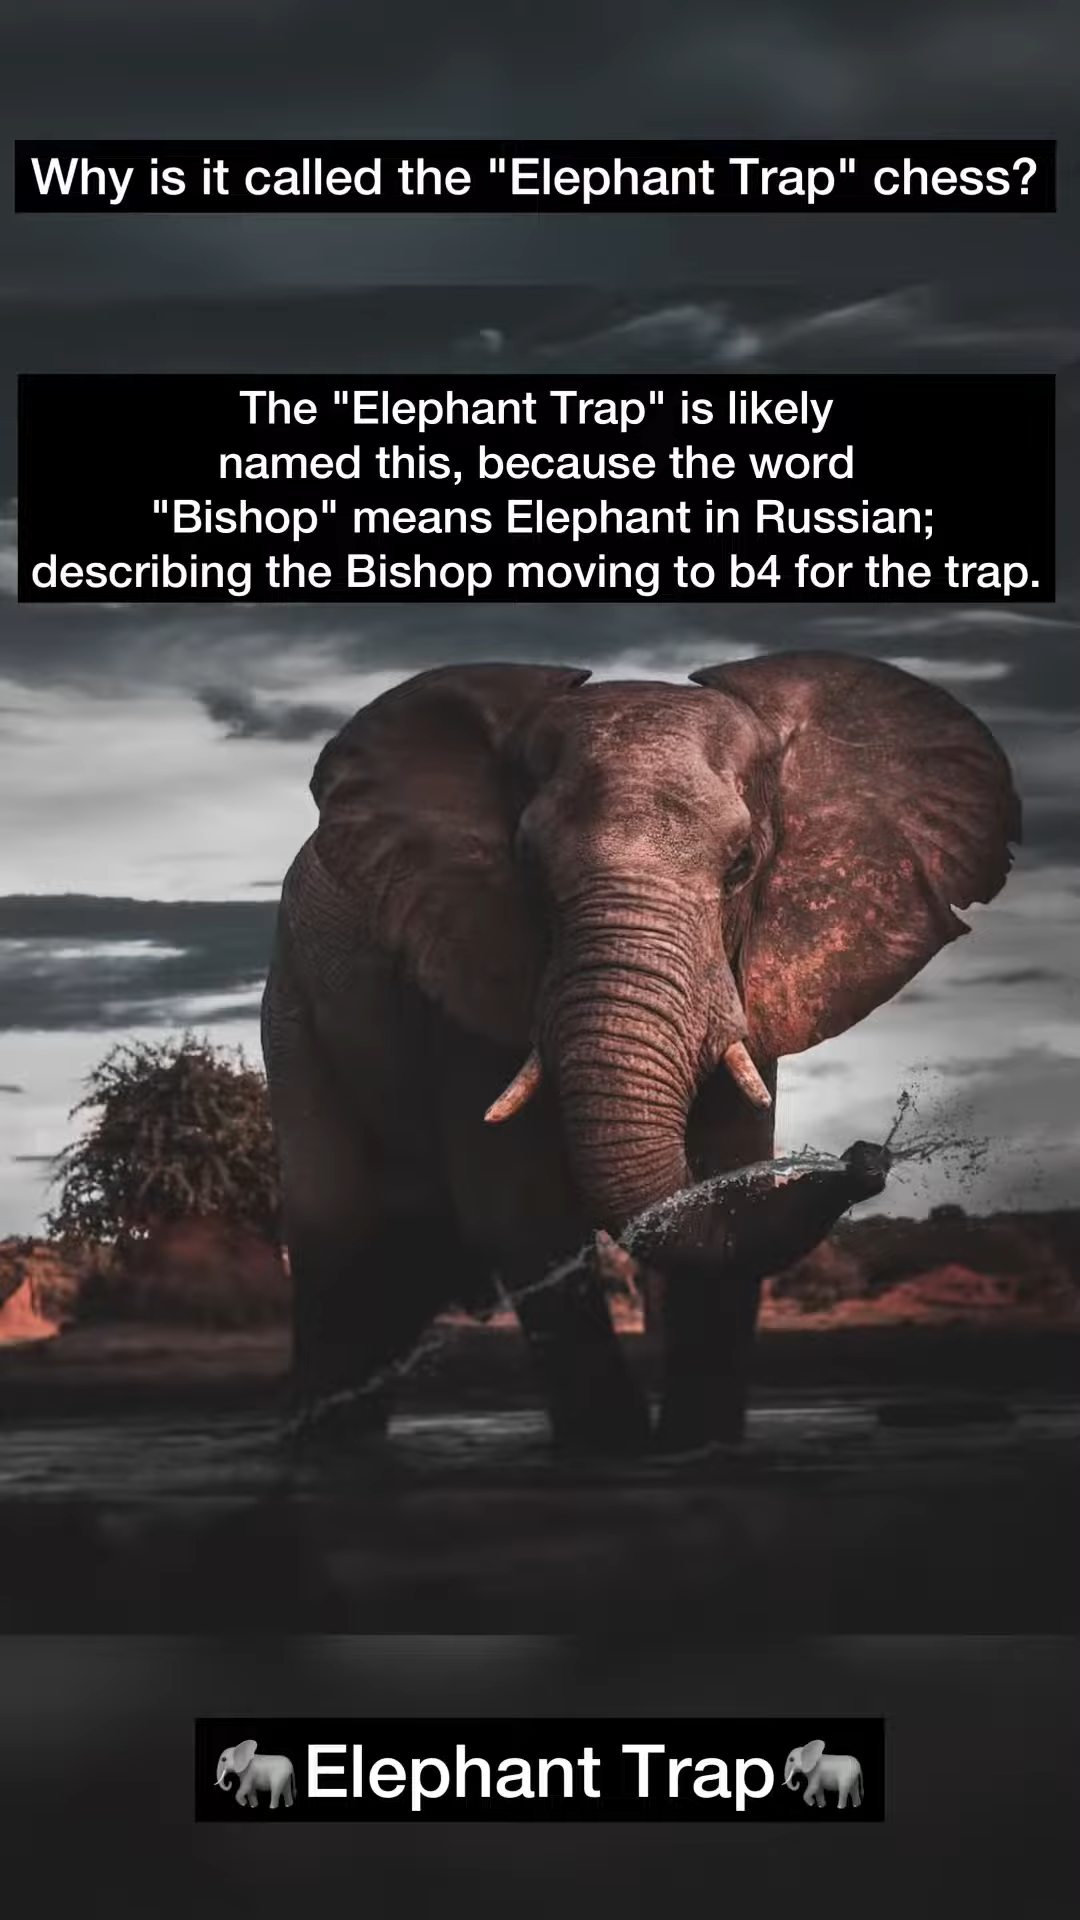 Why is it called the "Elephant Trap" chess?
The "Elephant Trap" is likely
named this, because the word
"Bishop" means Elephant in Russian;
describing the Bishop moving to b4 for the trap.
🐘Elephant Trap🐘